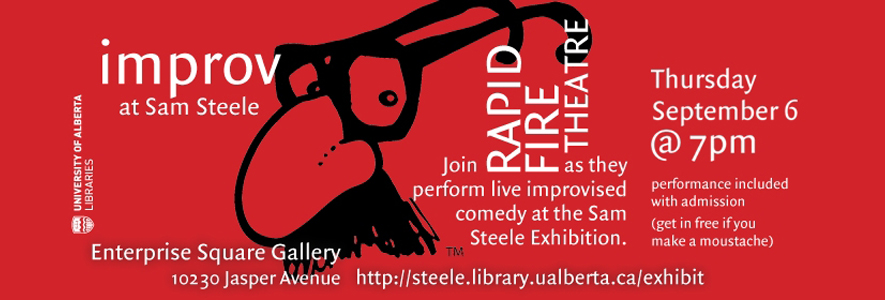 improv
at Sam Steele
UNIVERSITY OF ALBERTA
LIBRARIES
RAPID
FIRE
THEATRE
Join as they
perform live improvised
comedy at the Sam
Steele Exhibition.
TM
Thursday
September 6
@ 7pm
performance included
with admission
(get in free if you
make a moustache)
Enterprise Square Gallery
10230 Jasper Avenue http://steele.library.ualberta.ca/exhibit